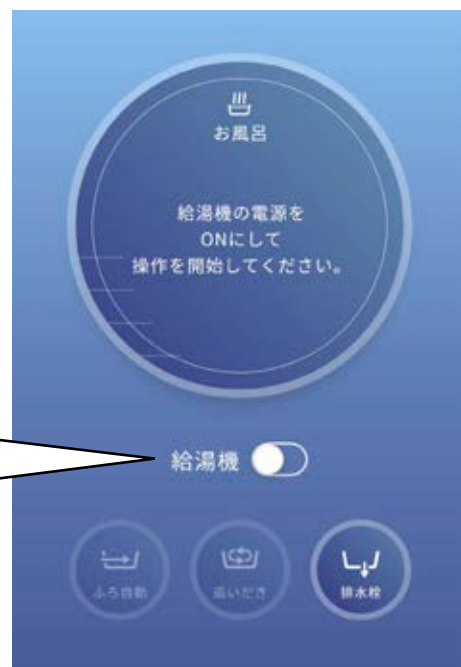 お風呂
給湯機の電源を
ONにして
操作を開始してください。
給湯機
ふろ自動
追いだき
排水栓